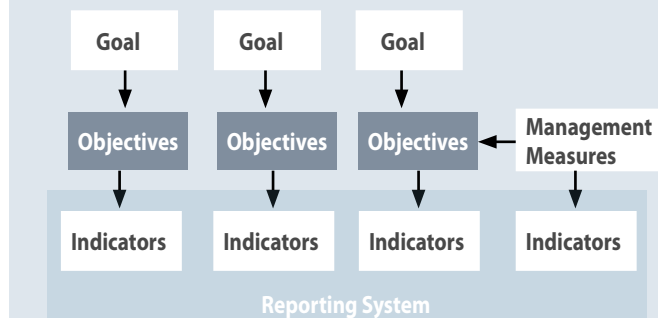 Goal Goal Goal
Objectives Objectives Objectives Management
Measures
Indicators Indicators Indicators Indicators
Reporting System